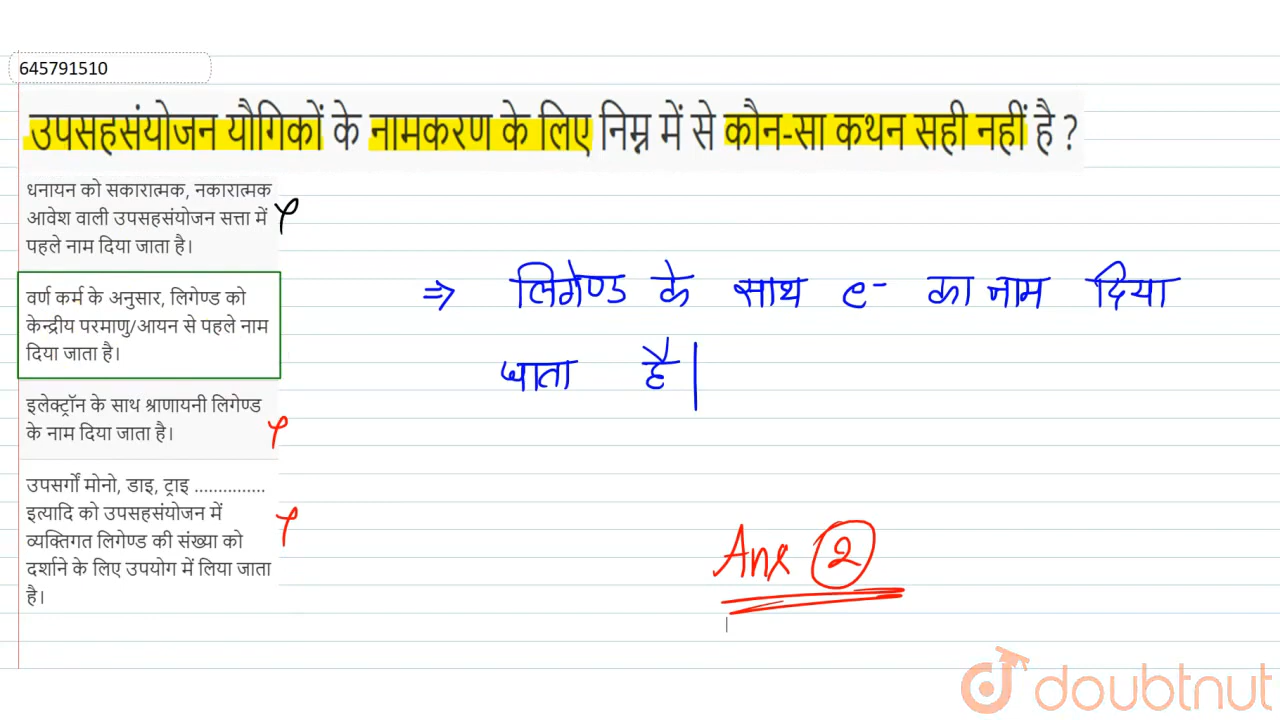 645791510
उपसहसंयोजन यौगिकों के नामकरण के लिए निम्न में से कौन-सा कथन सही नहीं है ?
धनायन को सकारात्मक, नकारात्मक
आवेश वाली उपसहसंयोजन सत्ता में
पहले नाम दिया जाता है।
वर्ण कर्म के अनुसार, लिगेण्ड को
केन्द्रीय परमाणु/आयन से पहले नाम
दिया जाता है।
इलेक्ट्रॉन के साथ श्राणायनी लिगेण्ड
के नाम दिया जाता है।
उपसर्गों मोनो, डाइ, ट्राइ ...............
इत्यादि को उपसहसंयोजन में
व्यक्तिगत लिगेण्ड की संख्या को
दर्शाने के लिए उपयोग में लिया जाता
है।
⇒ लिगेण्ड के साथ e⁻ का नाम दिया
जाता है|
Ans 2
doubtnut